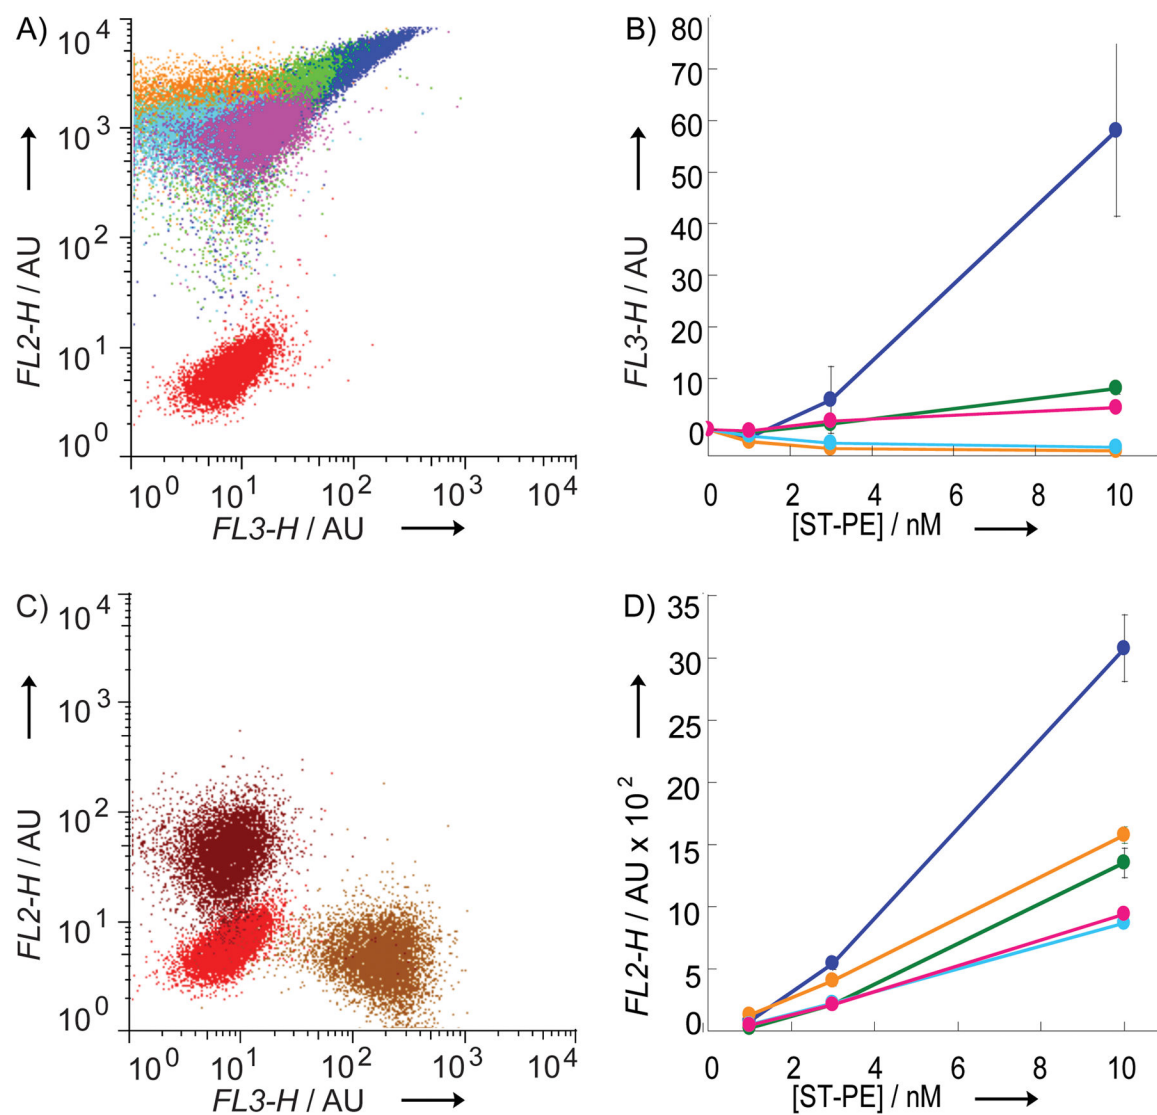 A)
10^4
10^3
10^2
10^1
10^0
FL2-H / AU
10^0 10^1 10^2 10^3 10^4
FL3-H / AU
B)
80
70
60
50
40
30
20
10
0
FL3-H / AU
0 2 4 6 8 10
[ST-PE] / nM
C)
10^4
10^3
10^2
10^1
10^0
FL2-H / AU
10^0 10^1 10^2 10^3 10^4
FL3-H / AU
D)
35
30
25
20
15
10
5
0
FL2-H / AU x 10^2
0 2 4 6 8 10
[ST-PE] / nM